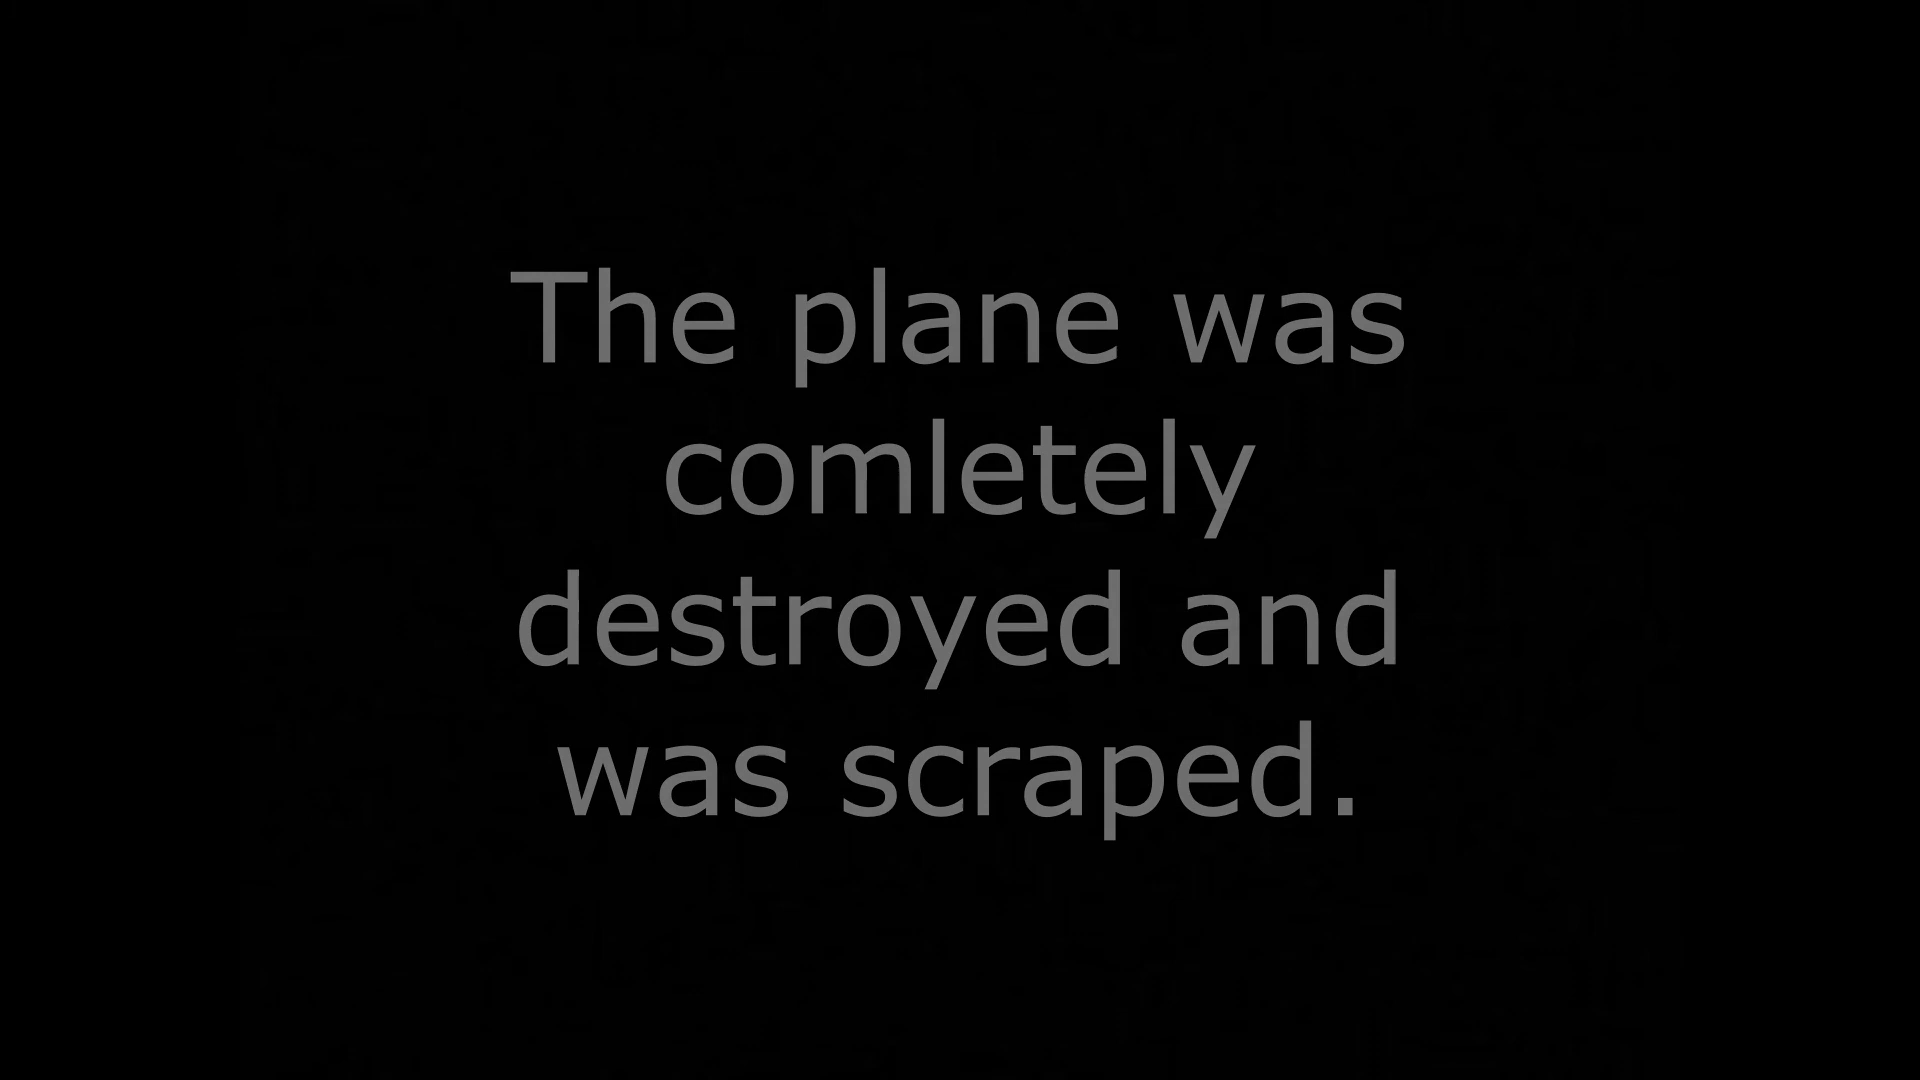 The plane was
comletely
destroyed and
was scraped.